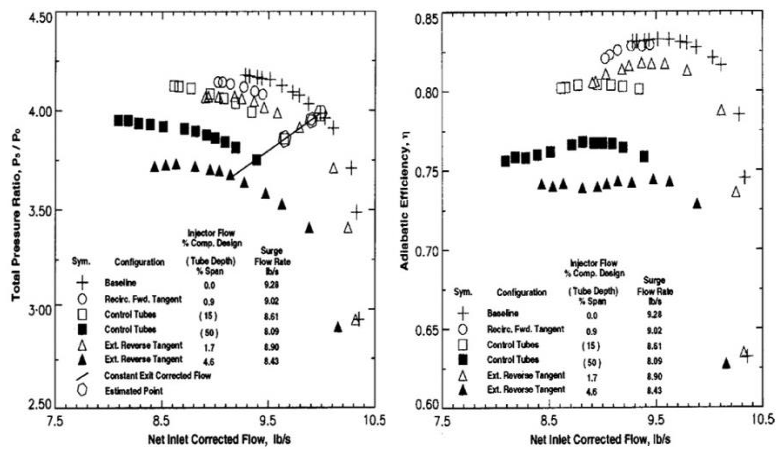 4.50
4.00
3.50
3.00
2.50
Total Pressure Ratio, P₅ / P₀
Injector Flow
% Comp. Design
Surge
Sym. Configuration (Tube Depth) Flow Rate
% Span lb/s
Baseline 0.0 9.28
Recirc. Fwd. Tangent 0.9 9.02
Control Tubes (15) 8.61
Control Tubes (50) 8.09
Ext. Reverse Tangent 1.7 8.90
Ext. Reverse Tangent 4.6 8.43
Constant Exit Corrected Flow
Estimated Point
7.5 8.5 9.5 10.5
Net Inlet Corrected Flow, lb/s
0.85
0.80
0.75
0.70
0.65
0.60
Adiabatic Efficiency, η
Injector Flow
% Comp. Design
Surge
Sym. Configuration (Tube Depth) Flow Rate
% Span lb/s
Baseline 0.0 9.28
Recirc. Fwd. Tangent 0.9 9.02
Control Tubes (15) 8.61
Control Tubes (50) 8.09
Ext. Reverse Tangent 1.7 8.90
Ext. Reverse Tangent 4.6 8.43
7.5 8.5 9.5 10.5
Net Inlet Corrected Flow, lb/s